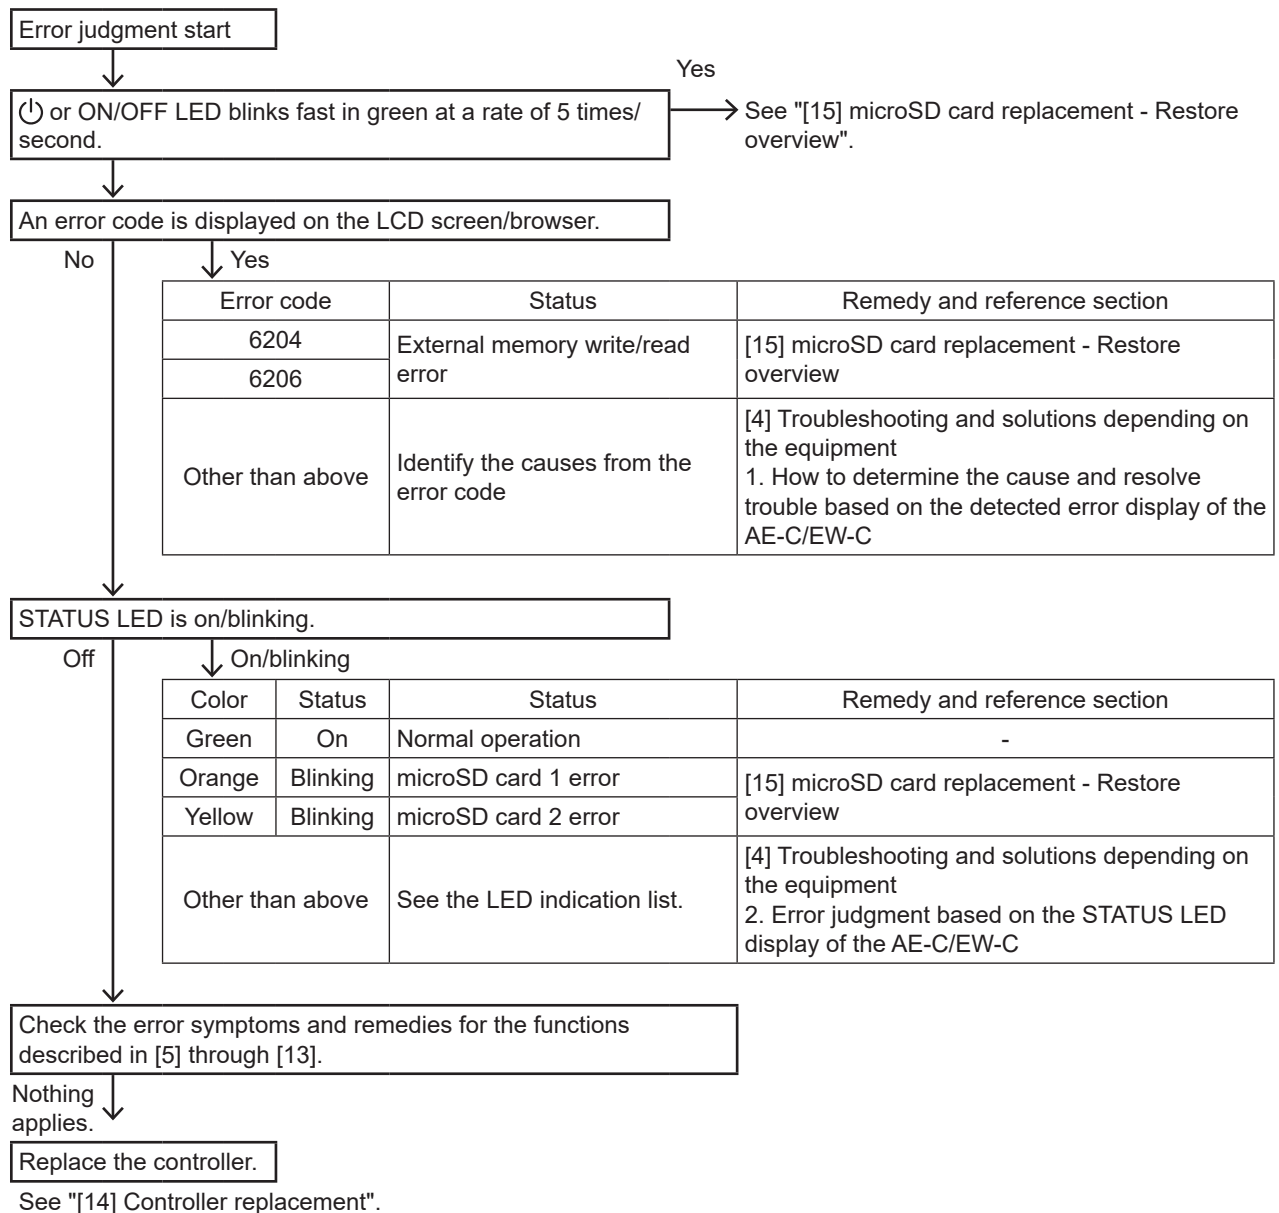 Error judgment start
Yes
⏻ or ON/OFF LED blinks fast in green at a rate of 5 times/
second.
See "[15] microSD card replacement - Restore
overview".
An error code is displayed on the LCD screen/browser.
No
Yes
Error code
Status
Remedy and reference section
6204
6206
External memory write/read
error
[15] microSD card replacement - Restore
overview
Other than above
Identify the causes from the
error code
[4] Troubleshooting and solutions depending on
the equipment
1. How to determine the cause and resolve
trouble based on the detected error display of the
AE-C/EW-C
STATUS LED is on/blinking.
Off
On/blinking
Color
Status
Status
Remedy and reference section
Green
On
Normal operation
-
Orange
Blinking
microSD card 1 error
[15] microSD card replacement - Restore
overview
Yellow
Blinking
microSD card 2 error
Other than above
See the LED indication list.
[4] Troubleshooting and solutions depending on
the equipment
2. Error judgment based on the STATUS LED
display of the AE-C/EW-C
Check the error symptoms and remedies for the functions
described in [5] through [13].
Nothing
applies.
Replace the controller.
See "[14] Controller replacement".